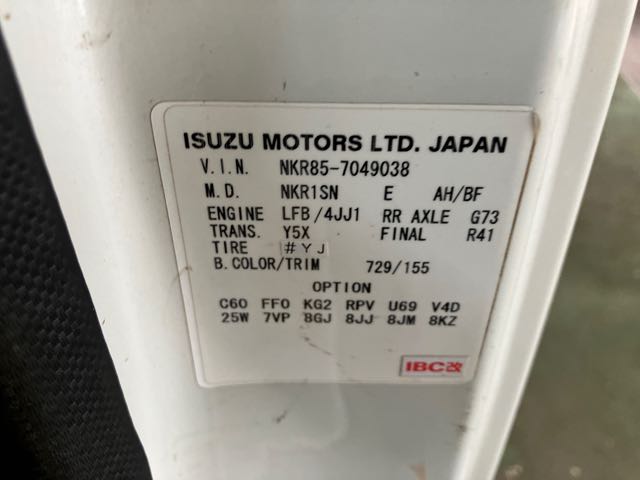 ISUZU MOTORS LTD. JAPAN
V.I.N. NKR85-7049038
M.D. NKR1SN E AH/BF
ENGINE LFB/4JJ1 RR AXLE G73
TRANS. Y5X FINAL R41
TIRE #YJ
B.COLOR/TRIM 729/155
OPTION
C60 FF0 KG2 RPV U69 V4D
25W 7VP 8GJ 8JJ 8JM 8KZ
IBC改